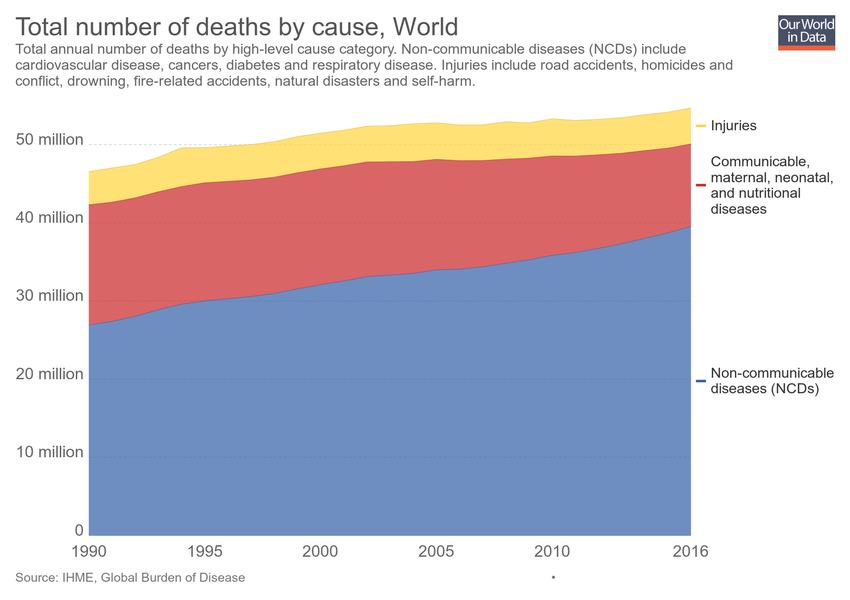 Total number of deaths by cause, World
Our World
in Data
Total annual number of deaths by high-level cause category. Non-communicable diseases (NCDs) include
cardiovascular disease, cancers, diabetes and respiratory disease. Injuries include road accidents, homicides and
conflict, drowning, fire-related accidents, natural disasters and self-harm.
50 million
40 million
30 million
20 million
10 million
0
Injuries
Communicable,
maternal, neonatal,
and nutritional
diseases
Non-communicable
diseases (NCDs)
1990
1995
2000
2005
2010
2016
Source: IHME, Global Burden of Disease